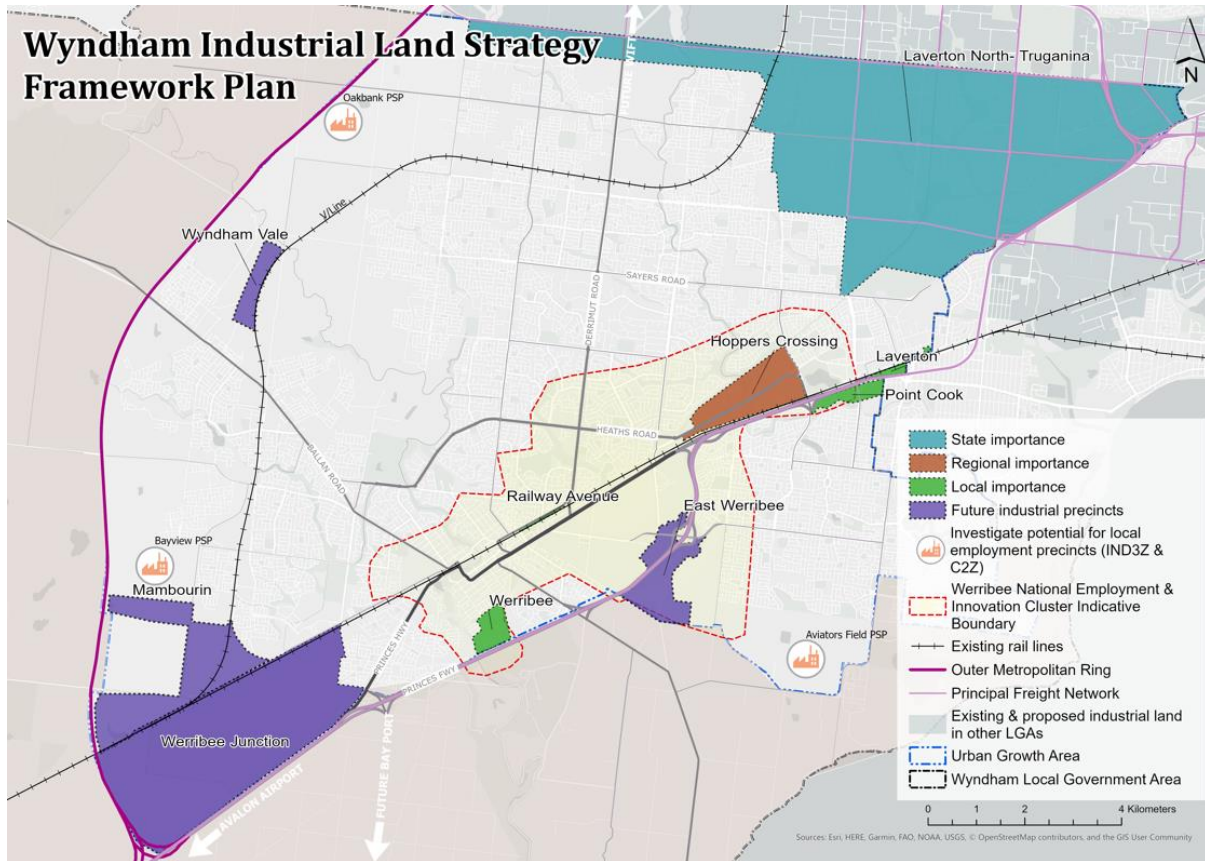 Wyndham Industrial Land Strategy
Framework Plan
Laverton North- Truganina
N
Oakbank PSP
V/Line
Wyndham Vale
SAYERS ROAD
DERRIMUT ROAD
Hoppers Crossing
Laverton
Point Cook
HEATHS ROAD
BALLAN ROAD
Railway Avenue
East Werribee
Bayview PSP
Mambourin
Werribee
PRINCES HWY
Aviators Field PSP
PRINCES FWY
Werribee Junction
AVALON AIRPORT
FUTURE BAY PORT
State importance
Regional importance
Local importance
Future industrial precincts
Investigate potential for local
employment precincts (IND3Z &
C2Z)
Werribee National Employment &
Innovation Cluster Indicative
Boundary
Existing rail lines
Outer Metropolitan Ring
Principal Freight Network
Existing & proposed industrial land
in other LGAs
Urban Growth Area
Wyndham Local Government Area
0 1 2 4 Kilometers
Sources: Esri, HERE, Garmin, FAO, NOAA, USGS, © OpenStreetMap contributors, and the GIS User Community